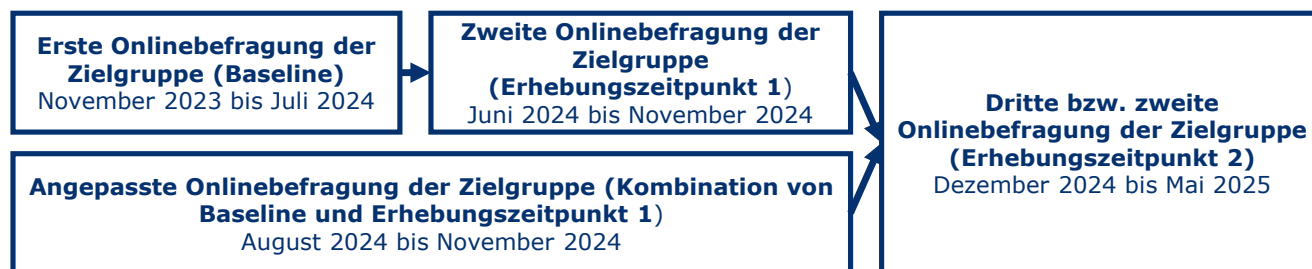 Erste Onlinebefragung der
Zielgruppe (Baseline)
November 2023 bis Juli 2024
Zweite Onlinebefragung der
Zielgruppe
(Erhebungszeitpunkt 1)
Juni 2024 bis November 2024
Angepasste Onlinebefragung der Zielgruppe (Kombination von
Baseline und Erhebungszeitpunkt 1)
August 2024 bis November 2024
Dritte bzw. zweite
Onlinebefragung der Zielgruppe
(Erhebungszeitpunkt 2)
Dezember 2024 bis Mai 2025